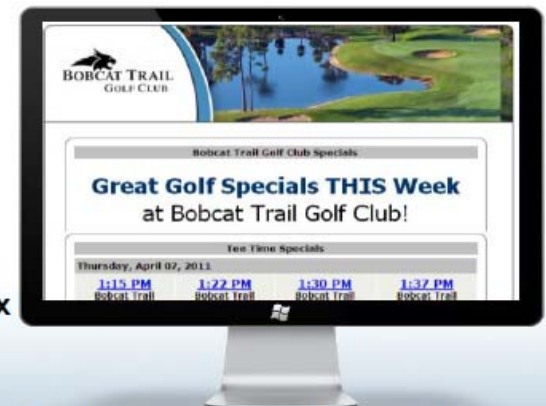 BOBCAT TRAIL
GOLF CLUB
Bobcat Trail Golf Club Specials
Great Golf Specials THIS Week
at Bobcat Trail Golf Club!
Tee Time Specials
Thursday, April 07, 2011
1:15 PM 1:22 PM 1:30 PM 1:37 PM
Bobcat Trail Bobcat Trail Bobcat Trail Bobcat Trail
x